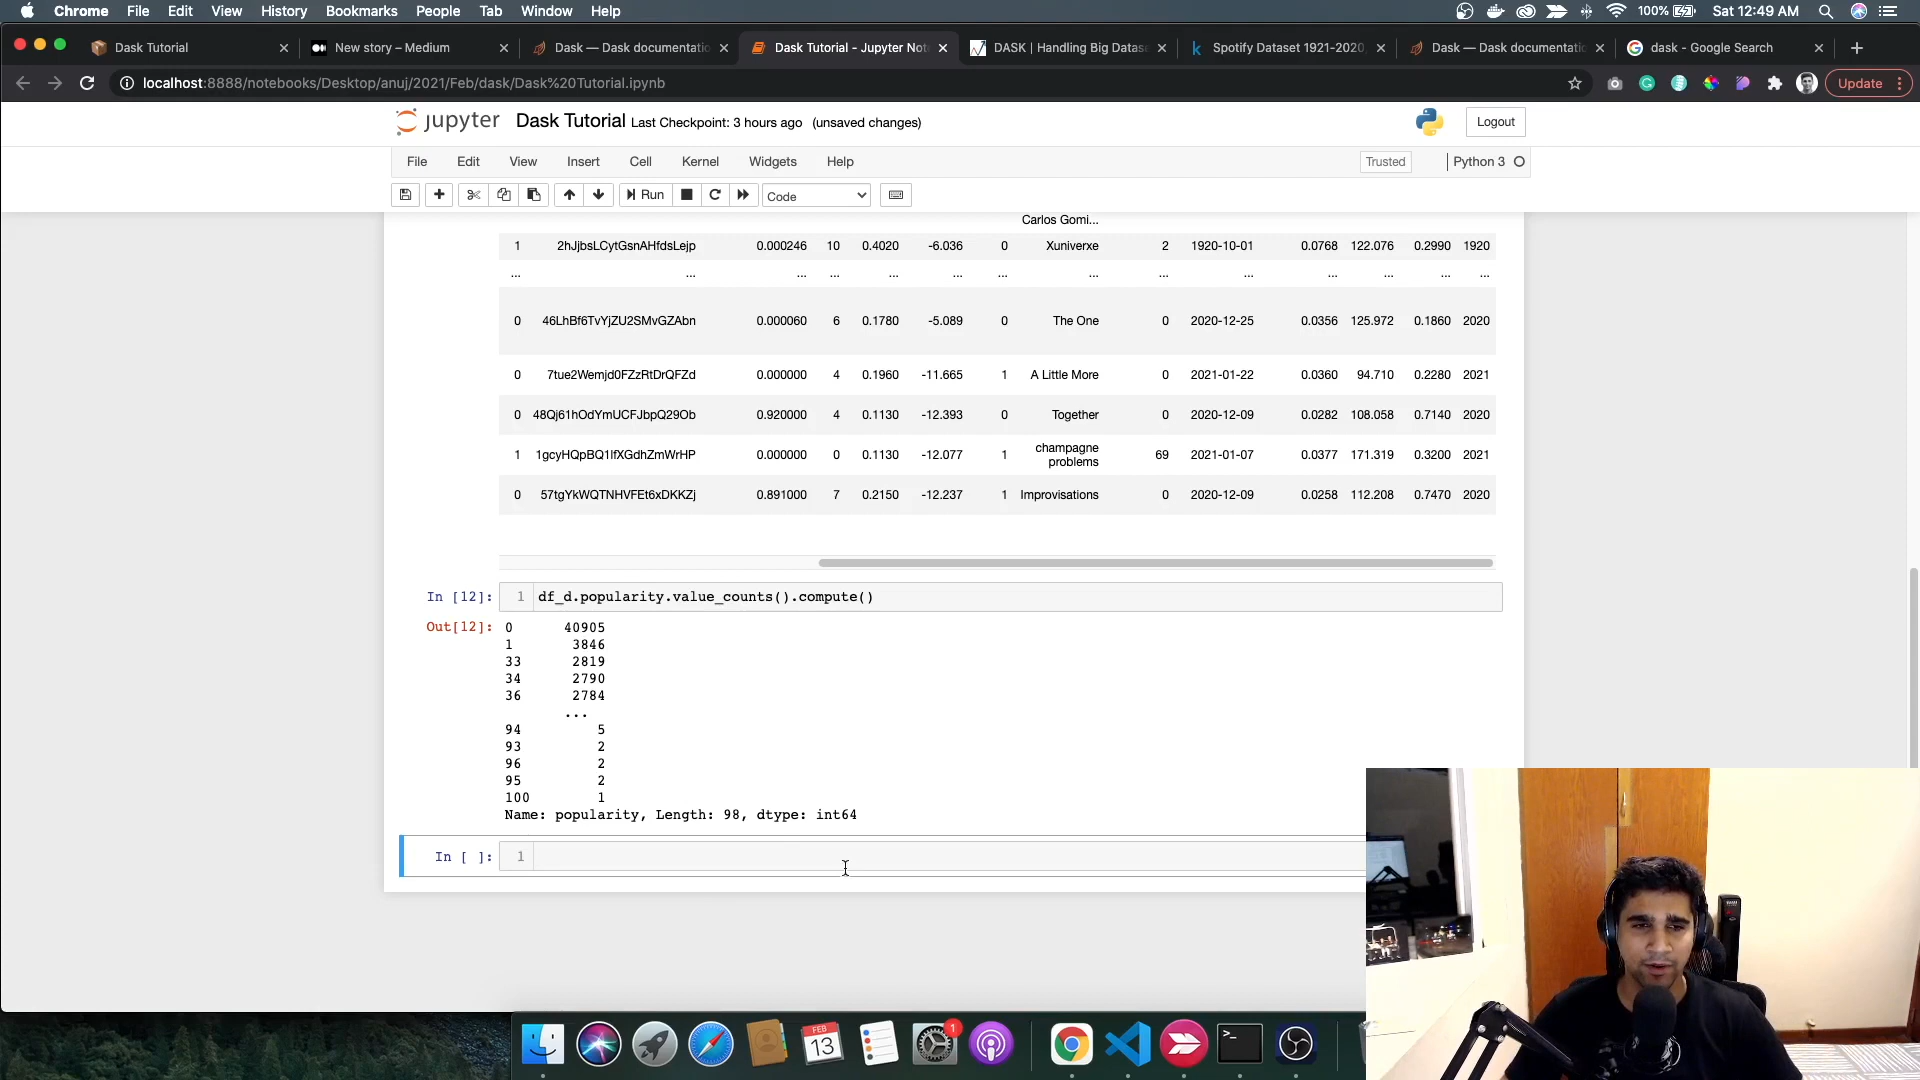 Chrome File Edit View History Bookmarks People Tab Window Help 100% Sat 12:49 AM
Dask Tutorial New story – Medium Dask — Dask documentatio Dask Tutorial - Jupyter Not DASK | Handling Big Datase Spotify Dataset 1921-2020, Dask — Dask documentatio dask - Google Search
localhost:8888/notebooks/Desktop/anuj/2021/Feb/dask/Dask%20Tutorial.ipynb Update
jupyter Dask Tutorial Last Checkpoint: 3 hours ago (unsaved changes) Logout
File Edit View Insert Cell Kernel Widgets Help Trusted Python 3
Run Code
Carlos Gomi...
1 2hJjbsLCytGsnAHfdsLejp 0.000246 10 0.4020 -6.036 0 Xuniverxe 2 1920-10-01 0.0768 122.076 0.2990 1920
... ... ... ... ... ... ... ... ... ... ... ... ... ...
0 46LhBf6TvYjZU2SMvGZAbn 0.000060 6 0.1780 -5.089 0 The One 0 2020-12-25 0.0356 125.972 0.1860 2020
0 7tue2Wemjd0FZzRtDrQFZd 0.000000 4 0.1960 -11.665 1 A Little More 0 2021-01-22 0.0360 94.710 0.2280 2021
0 48Qj61hOdYmUCFJbpQ29Ob 0.920000 4 0.1130 -12.393 0 Together 0 2020-12-09 0.0282 108.058 0.7140 2020
1 1gcyHQpBQ1lfXGdhZmWrHP 0.000000 0 0.1130 -12.077 1 champagne problems 69 2021-01-07 0.0377 171.319 0.3200 2021
0 57tgYkWQTNHVFEt6xDKKZj 0.891000 7 0.2150 -12.237 1 Improvisations 0 2020-12-09 0.0258 112.208 0.7470 2020
In [12]: 1 df_d.popularity.value_counts().compute()
Out[12]: 0 40905
1 3846
33 2819
34 2790
36 2784
...
94 5
93 2
96 2
95 2
100 1
Name: popularity, Length: 98, dtype: int64
In [ ]: 1
FEB
13
1